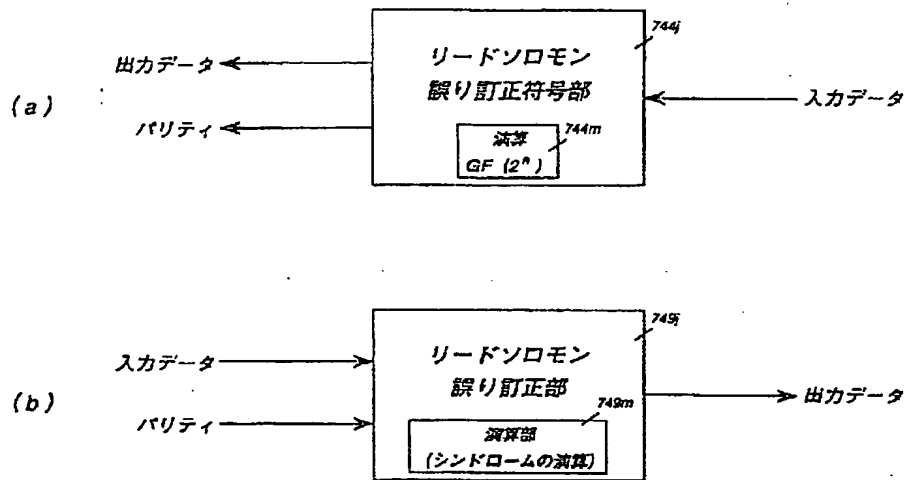 (a)
出力データ
パリティ
リードソロモン
誤り訂正符号部
演算
GF (2ⁿ)
744j
744m
入力データ
(b)
入力データ
パリティ
リードソロモン
誤り訂正部
演算部
(シンドロームの演算)
749j
749m
出力データ